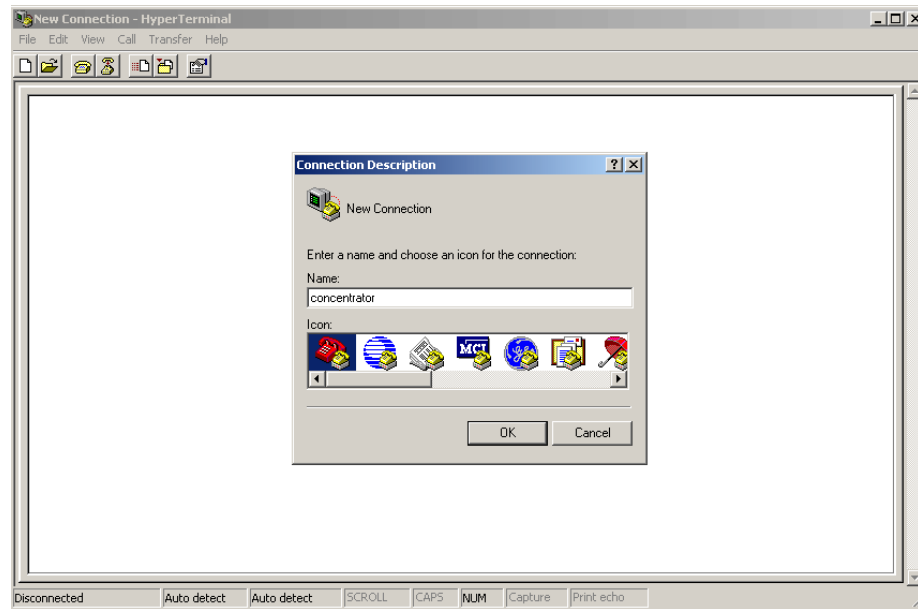 New Connection - HyperTerminal
File Edit View Call Transfer Help
Connection Description
New Connection
Enter a name and choose an icon for the connection:
Name:
concentrator
Icon:
MCI
OK Cancel
Disconnected Auto detect Auto detect SCROLL CAPS NUM Capture Print echo